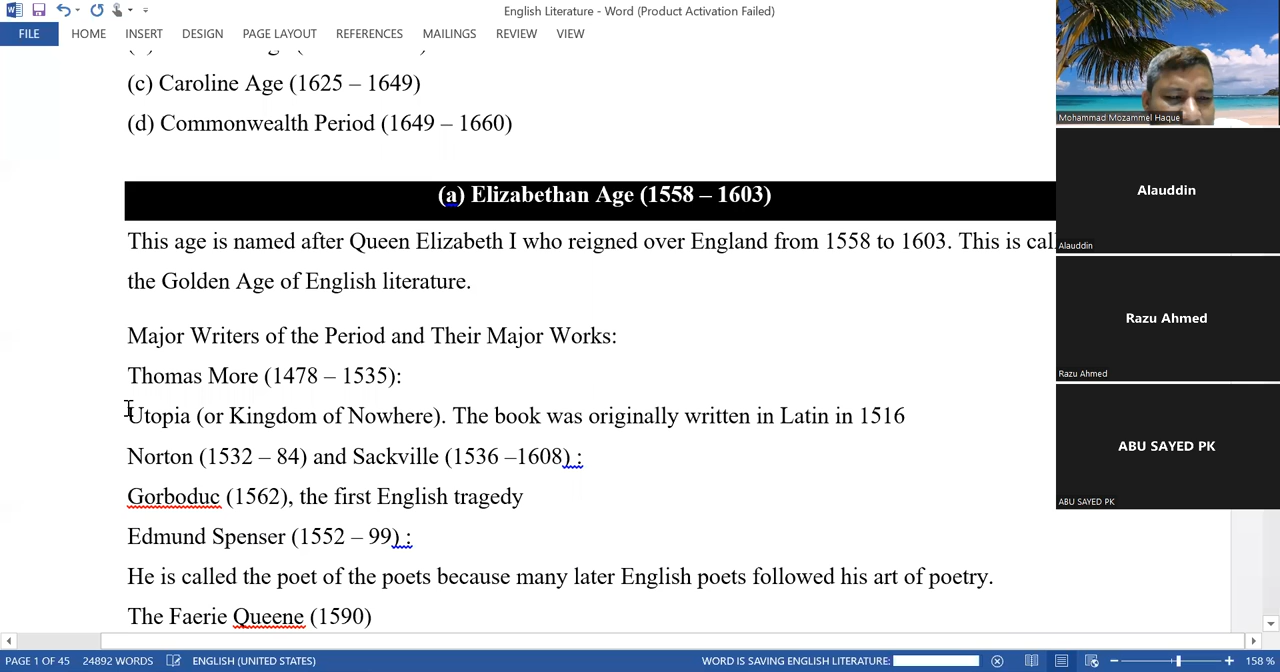 English Literature - Word (Product Activation Failed)
FILE HOME INSERT DESIGN PAGE LAYOUT REFERENCES MAILINGS REVIEW VIEW
(c) Caroline Age (1625 – 1649)
(d) Commonwealth Period (1649 – 1660)
(a) Elizabethan Age (1558 – 1603)
This age is named after Queen Elizabeth I who reigned over England from 1558 to 1603. This is
the Golden Age of English literature.
Major Writers of the Period and Their Major Works:
Thomas More (1478 – 1535):
Utopia (or Kingdom of Nowhere). The book was originally written in Latin in 1516
Norton (1532 – 84) and Sackville (1536 –1608) :
Gorboduc (1562), the first English tragedy
Edmund Spenser (1552 – 99) :
He is called the poet of the poets because many later English poets followed his art of poetry.
The Faerie Queene (1590)
Mohammad Mozammel Haque
Alauddin
Alauddin
Razu Ahmed
Razu Ahmed
ABU SAYED PK
ABU SAYED PK
PAGE 1 OF 45 24892 WORDS ENGLISH (UNITED STATES) WORD IS SAVING ENGLISH LITERATURE: 158 %